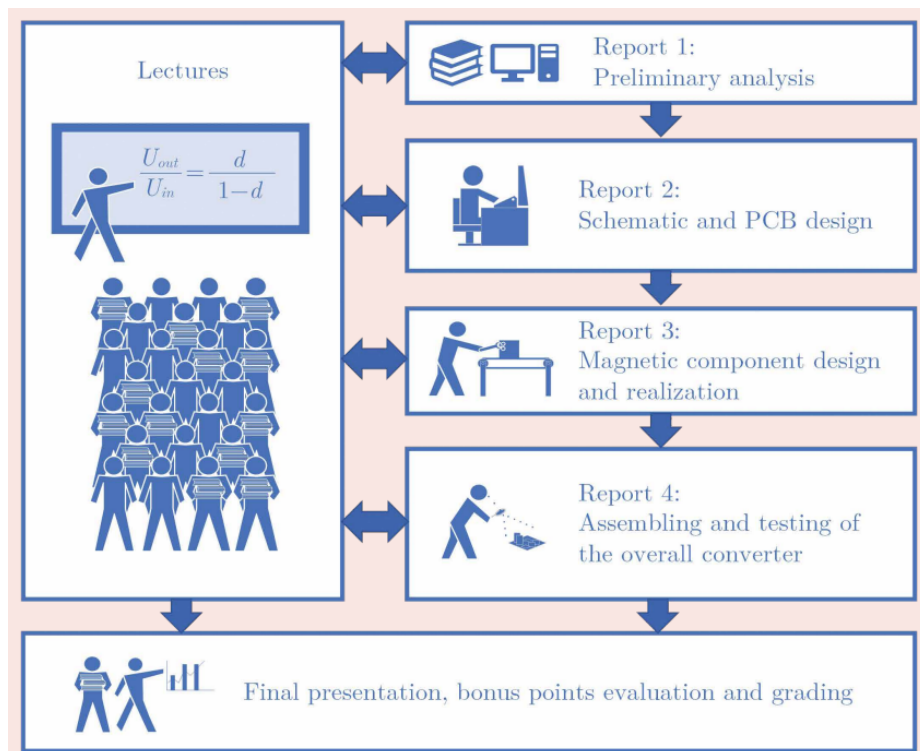 Lectures
U_out / U_in = d / 1−d
Report 1:
Preliminary analysis
Report 2:
Schematic and PCB design
Report 3:
Magnetic component design
and realization
Report 4:
Assembling and testing of
the overall converter
Final presentation, bonus points evaluation and grading